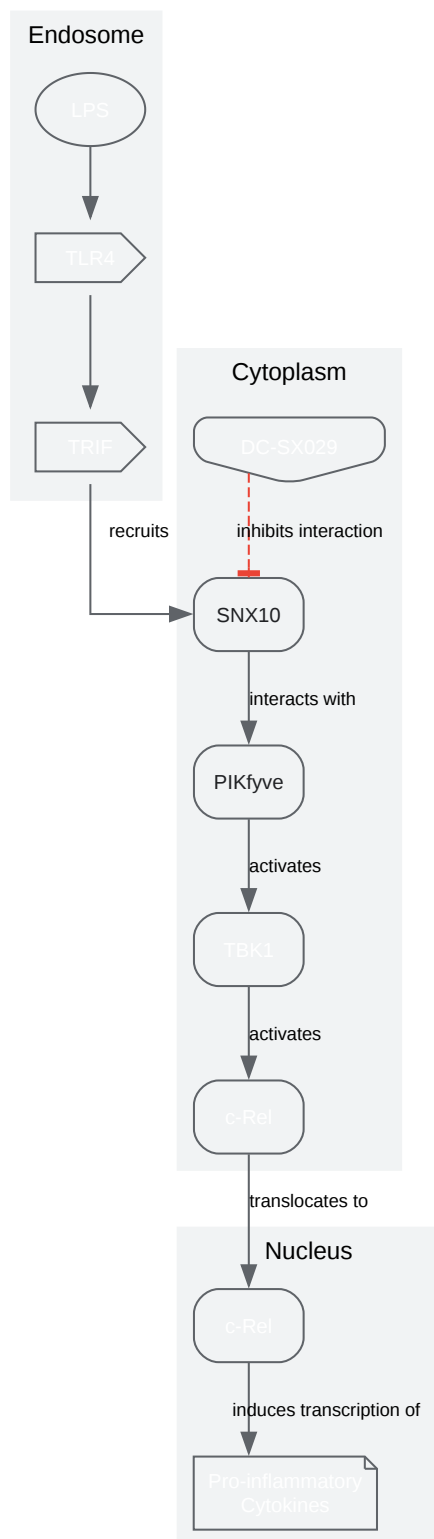 Endosome
LPS
TLR4
TRIF
recruits
Cytoplasm
DC-SX029
inhibits interaction
SNX10
interacts with
PIKfyve
activates
TBK1
activates
c-Rel
translocates to
Nucleus
c-Rel
induces transcription of
Pro-inflammatory
Cytokines